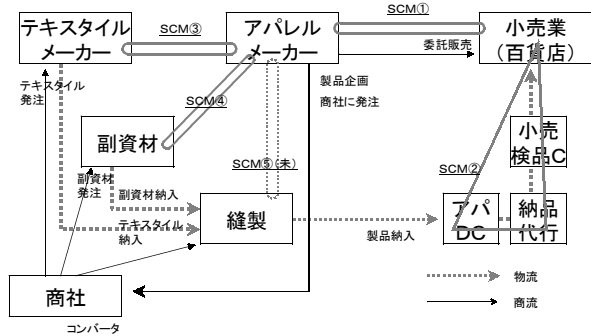 SCM①
テキスタイル
メーカー
SCM③
アパレル
メーカー
小売業
（百貨店）
委託販売
テキスタイル
発注
SCM④
製品企画
商社に発注
副資材
小売
検品C
SCM⑤（未）
SCM②
副資材
発注
副資材納入
テキスタイル
納入
縫製
製品納入
アパ
DC
納品
代行
商社
コンバータ
物流
商流